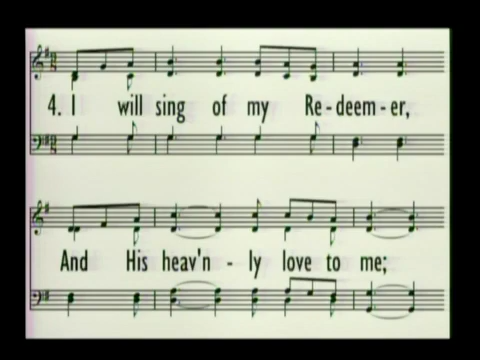 4. I will sing of my Re-deem-er,
And His heav'n-ly love to me;